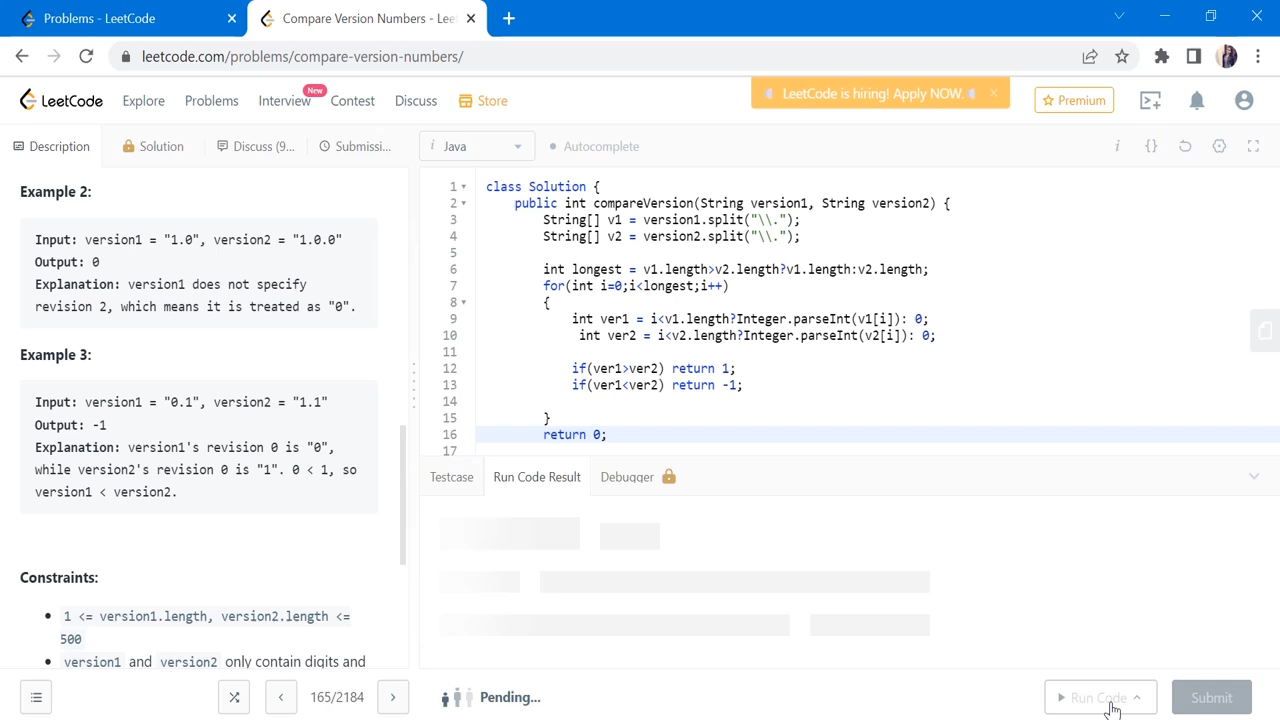 Problems - LeetCode
Compare Version Numbers - Lee
leetcode.com/problems/compare-version-numbers/
LeetCode
Explore
Problems
Interview
New
Contest
Discuss
Store
LeetCode is hiring! Apply NOW.
Premium
Description
Solution
Discuss (9...
Submissi...
i Java
Autocomplete
Example 2:
Input: version1 = "1.0", version2 = "1.0.0"
Output: 0
Explanation: version1 does not specify
revision 2, which means it is treated as "0".
Example 3:
Input: version1 = "0.1", version2 = "1.1"
Output: -1
Explanation: version1's revision 0 is "0",
while version2's revision 0 is "1". 0 < 1, so
version1 < version2.
Constraints:
1 <= version1.length, version2.length <=
500
version1 and version2 only contain digits and
1 class Solution {
2 public int compareVersion(String version1, String version2) {
3 String[] v1 = version1.split("\\.");
4 String[] v2 = version2.split("\\.");
5
6 int longest = v1.length>v2.length?v1.length:v2.length;
7 for(int i=0;i<longest;i++)
8 {
9 int ver1 = i<v1.length?Integer.parseInt(v1[i]): 0;
10 int ver2 = i<v2.length?Integer.parseInt(v2[i]): 0;
11
12 if(ver1>ver2) return 1;
13 if(ver1<ver2) return -1;
14
15 }
16 return 0;
17
Testcase
Run Code Result
Debugger
165/2184
Pending...
Run Code
Submit